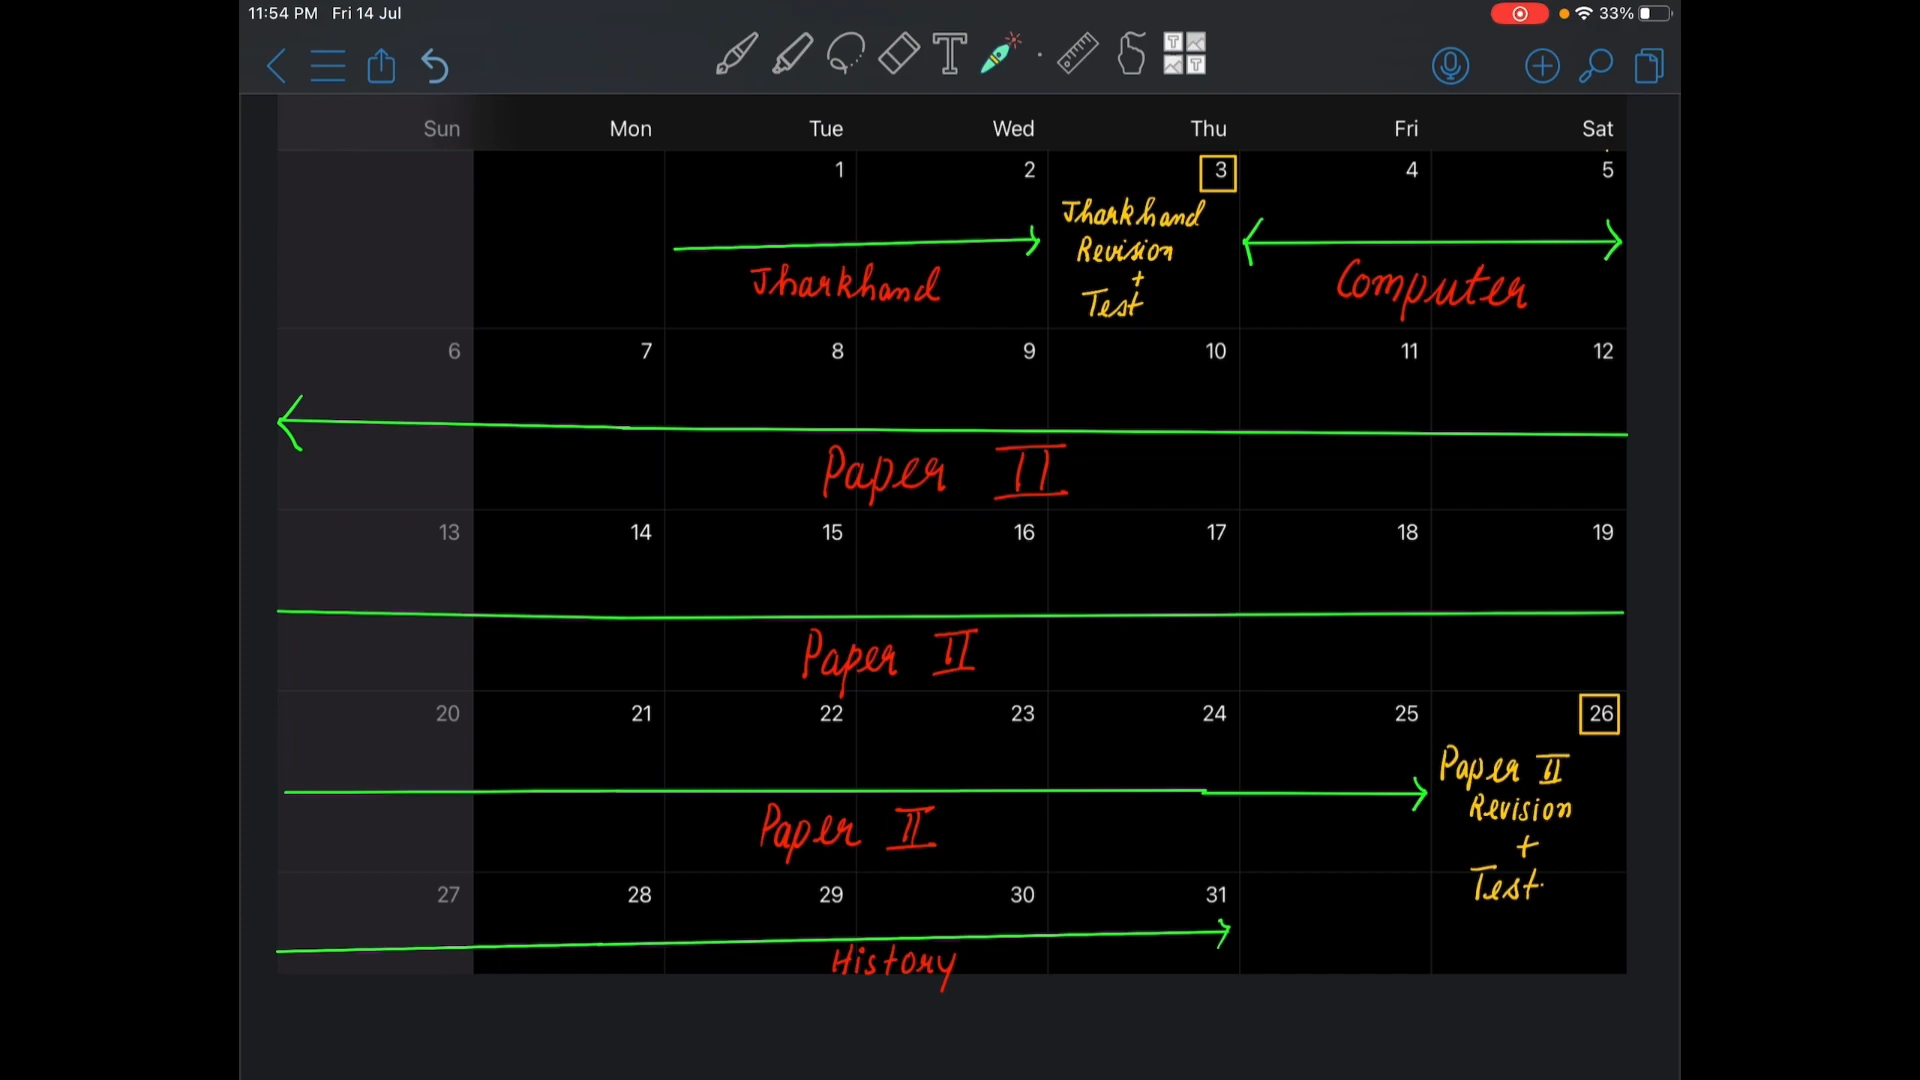 11:54 PM Fri 14 Jul 33%
Sun Mon Tue Wed Thu Fri Sat
1 2 3 4 5
Jharkhand
Jharkhand
Revision
+
Test
Computer
6 7 8 9 10 11 12
Paper II
13 14 15 16 17 18 19
Paper II
20 21 22 23 24 25 26
Paper II
Paper II
Revision
+
Test
27 28 29 30 31
History